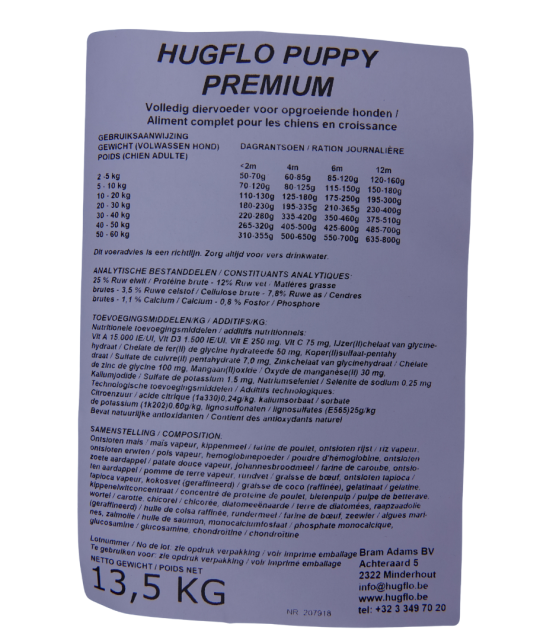 HUGFLO PUPPY
PREMIUM
Volledig diervoeder voor opgroeiende honden /
Aliment complet pour les chiens en croissance
GEBRUIKSAANWIJZING
GEWICHT (VOLWASSEN HOND) DAGRANTSOEN / RATION JOURNALIÈRE
POIDS (CHIEN ADULTE)
<2m 4m 6m 12m
2 -5 kg 50-70g 60-85g 85-120g 120-160g
5 - 10 kg 70-120g 80-125g 115-150g 150-180g
10 - 20 kg 110-130g 125-180g 175-250g 195-300g
20 - 30 kg 180-230g 195-335g 210-365g 230-400g
30 - 40 kg 220-280g 335-420g 350-460g 375-510g
40 - 50 kg 265-320g 405-500g 425-600g 485-700g
50 - 60 kg 310-355g 500-650g 550-700g 635-800g
Dit voeradvies is een richtlijn. Zorg altijd voor vers drinkwater.
ANALYTISCHE BESTANDDELEN / CONSTITUANTS ANALYTIQUES:
25 % Ruw eiwit / Protéine brute - 12% Ruw vet / Matières grasse
brutes - 3,5 % Ruwe celstof / Cellulose brute - 7,8% Ruwe as / Cendres
brutes - 1,1 % Calcium / Calcium - 0,8 % Fosfor / Phosphore
TOEVOEGINGSMIDDELEN/KG / ADDITIFS/KG:
Nutritionele toevoegingsmiddelen / additifs nutritionnels:
Vit A 15.000 IE/UI, Vit D3 1.500 IE/UI, Vit E 250 mg, Vit C 75 mg, IJzer(II)chelaat van glycine-
hydraat / Chelate de fer(II) de glycine hydrateede 50 mg, Koper(II)sulfaat-pentahy
draat / Sulfate de cuivre(II) pentahydraté 7,0 mg, Zinkchelaat van glycinehydraat / Chélate
de zinc de glycine 100 mg, Mangaan(II)oxide / Oxyde de manganèse(II) 30 mg,
Kaliumjodide / Sulfate de potassium 1,5 mg, Natriumseleniet / Sélénite de sodium 0,25 mg
Technologische toevoegingsmiddelen / Additifs technologiques:
Citroenzuur / acide citrique (1a330)0,24g/kg, kaliumsorbaat / sorbate
de potassium (1k202)0,60g/kg, lignosulfonaten / lignosulfates (E565)25g/kg
Bevat natuurlijke antioxidanten / Contient des antioxydants naturel
SAMENSTELLING / COMPOSITION:
Ontsloten maïs / maïs vapeur, kippenmeel / farine de poulet, ontsloten rijst / riz vapeur,
ontsloten erwten / pois vapeur, hemoglobinepoeder / poudre d'hémoglobine, ontsloten
zoete aardappel / patate douce vapeur, johannesbroodmeel / farine de caroube, ontslo-
ten aardappel / pomme de terre vapeur, rundvet / graisse de bœuf, ontsloten tapioca /
tapioca vapeur, kokosvet (geraffineerd) / graisse de coco (raffinée), gelatinaat / gelatine,
kippeneiwitconcentraat / concentré de protéine de poulet, bietenpulp / pulpe de betterave,
wortel / carotte, chicorei / chicorée, diatomeeënaarde / terre de diatomées, raapzaadolie
(geraffineerd) / huile de colsa raffinée, rundermeel / farine de bœuf, zeewier / algues mari-
nes, zalmolie / huile de saumon, monocalciumfosfaat / phosphate monocalcique,
glucosamine / glucosamine, chondroïtine / chondroïtine
Lotnummer / No de lot: zie opdruk verpakking / voir imprime emballage
Te gebruiken voor: zie opdruk verpakking / voir imprime emballage
NETTO GEWICHT / POIDS NET
13,5 KG
NR 207918
Bram Adams BV
Achteraard 5
2322 Minderhout
info@hugflo.be
www.hugflo.be
tel: +32 3 349 70 20